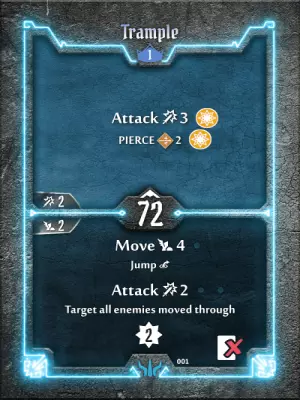 Trample
1
Attack 3
PIERCE 2
2
72
2
Move 4
Jump
Attack 2
Target all enemies moved through
2
001